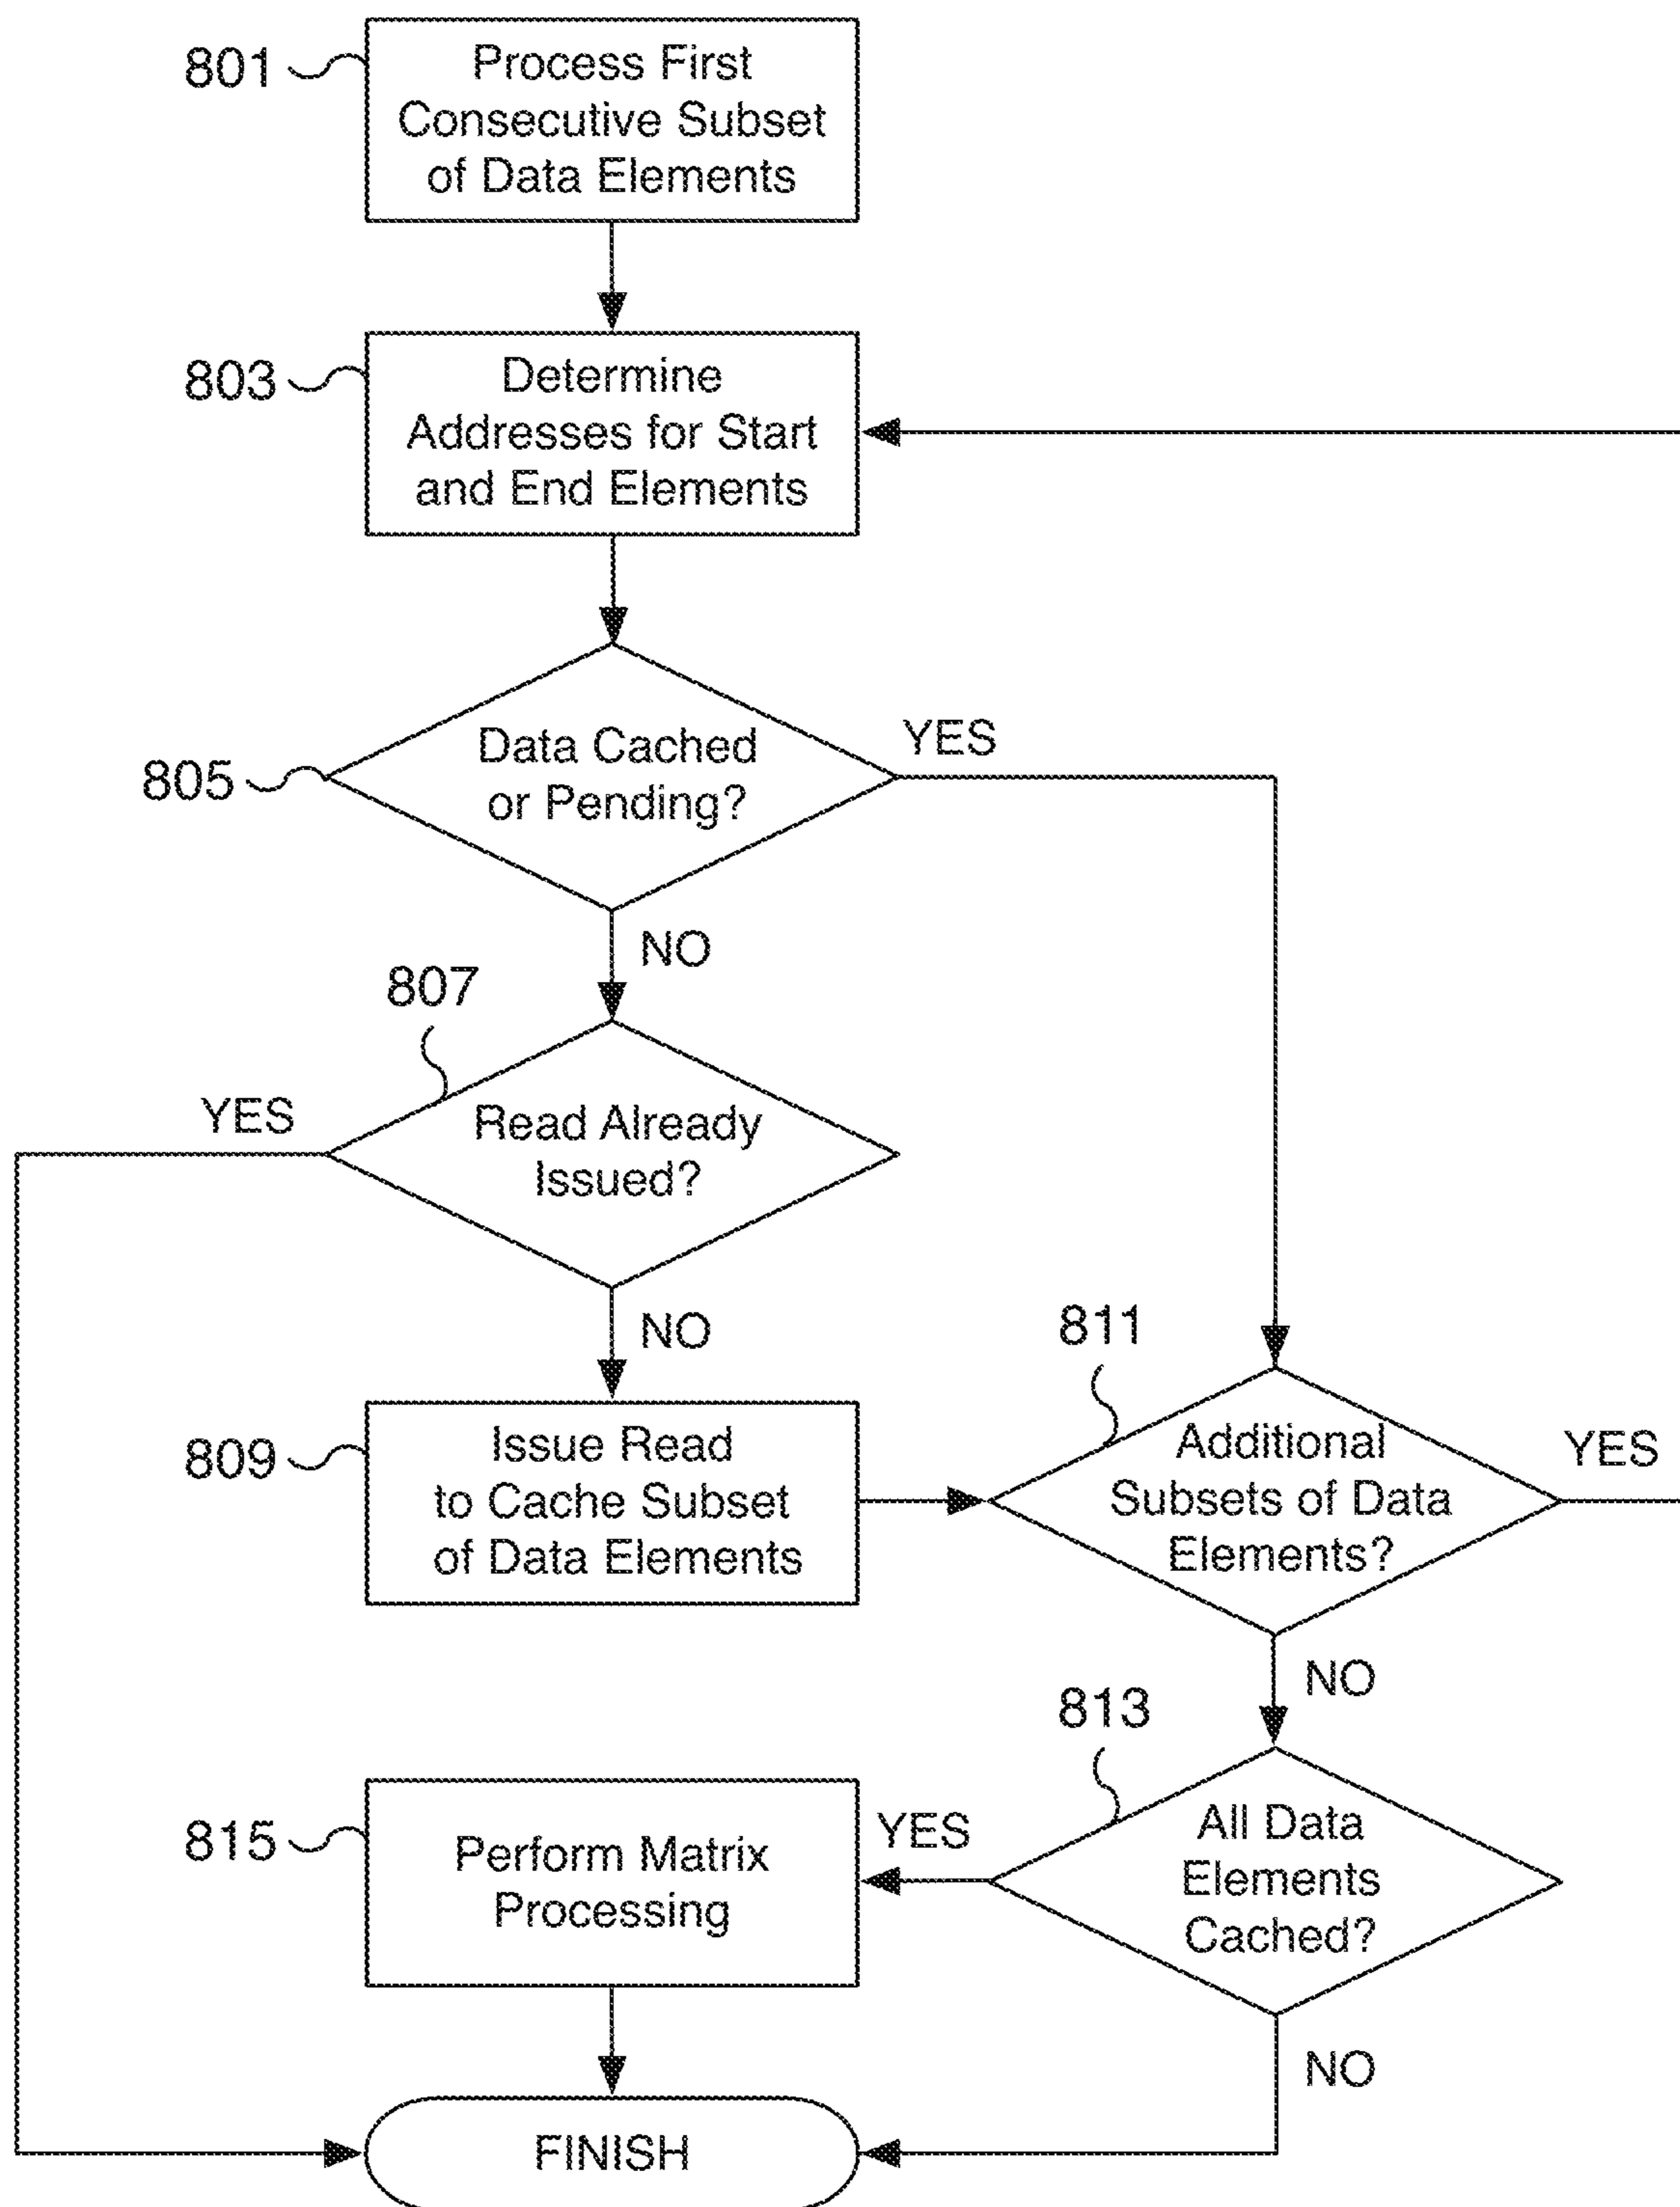 801
Process First
Consecutive Subset
of Data Elements
803
Determine
Addresses for Start
and End Elements
805
Data Cached
or Pending?
YES
NO
807
YES
Read Already
Issued?
NO
809
Issue Read
to Cache Subset
of Data Elements
811
Additional
Subsets of Data
Elements?
YES
NO
813
All Data
Elements
Cached?
YES
NO
815
Perform Matrix
Processing
FINISH